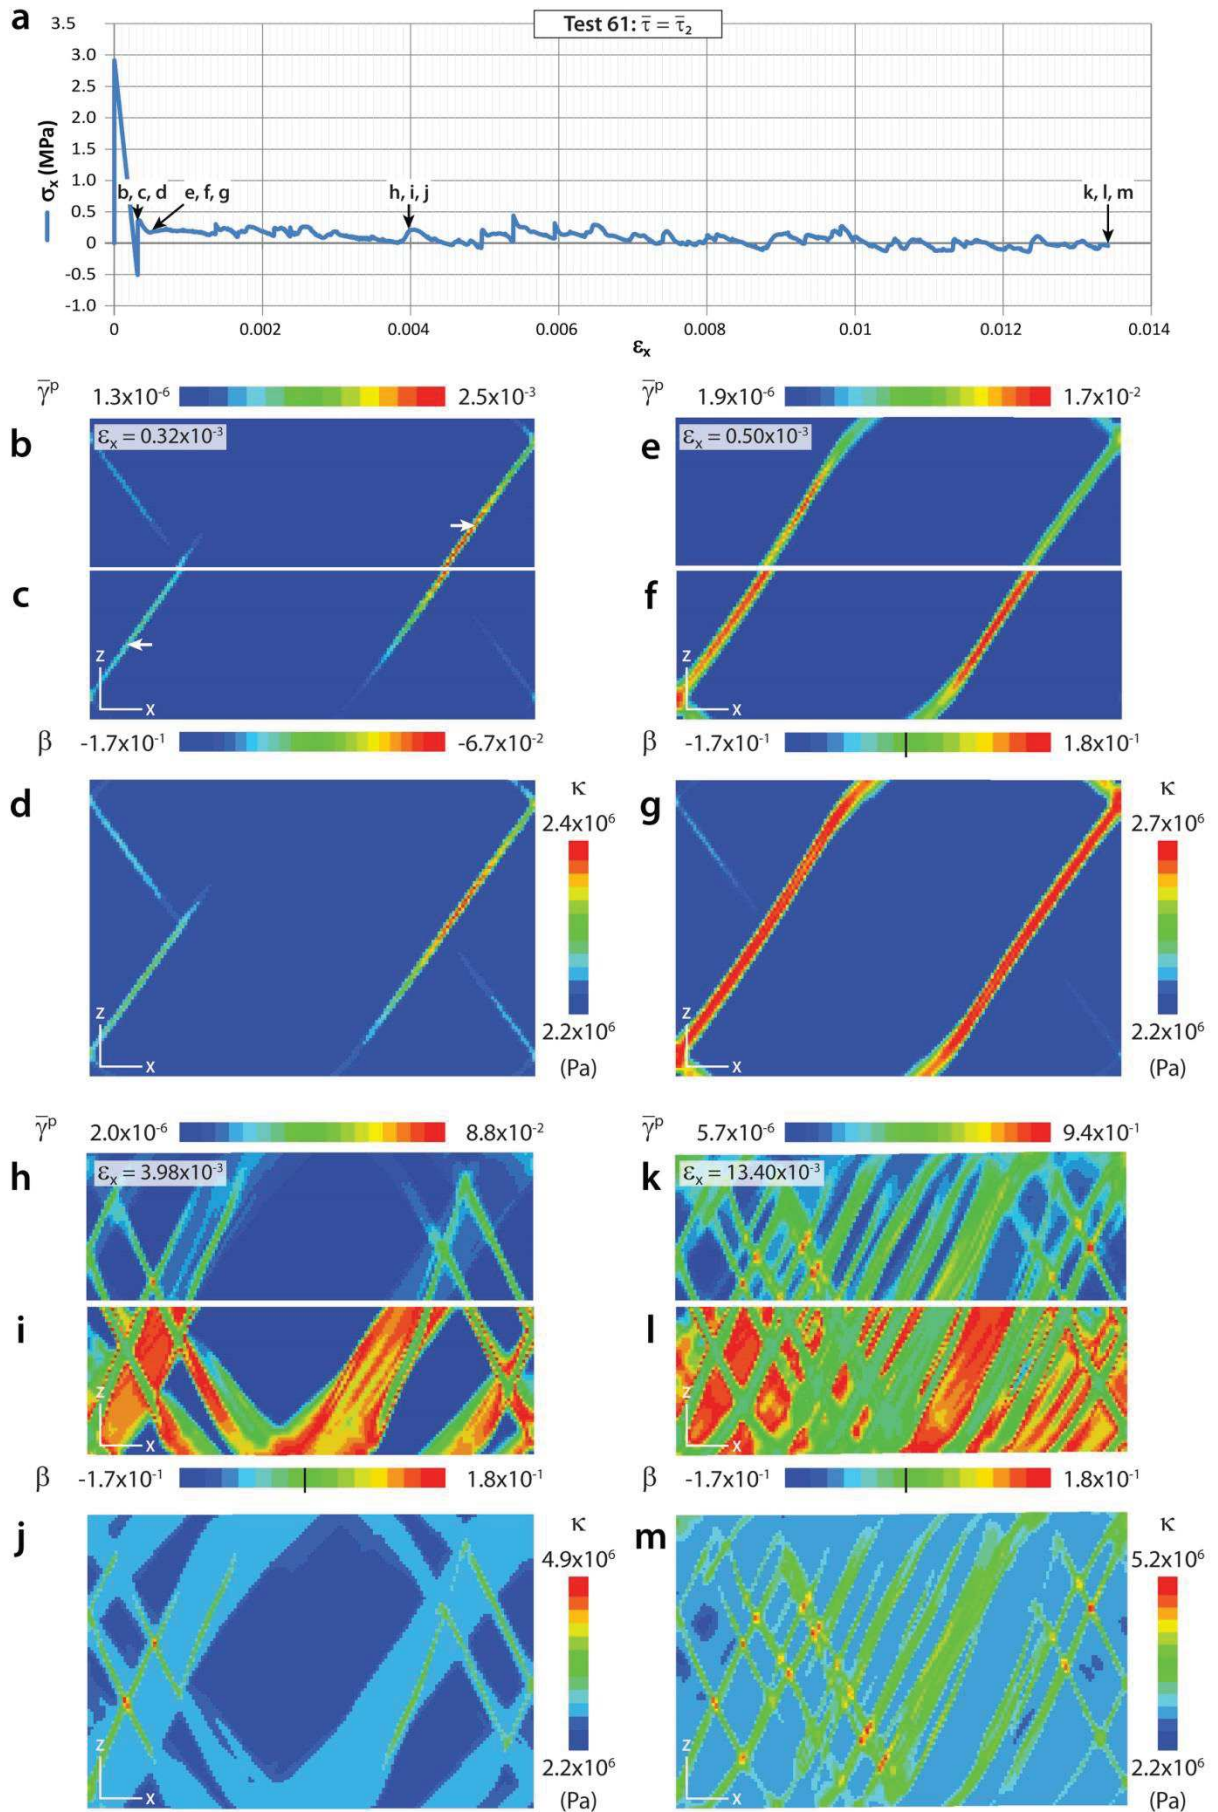 a
Test 61: τ̄ = τ̄₂
3.5
3.0
2.5
2.0
1.5
1.0
0.5
0
-0.5
-1.0
σₓ (MPa)
b, c, d
e, f, g
h, i, j
k, l, m
0 0.002 0.004 0.006 0.008 0.01 0.012 0.014
εₓ
γ̄ᵖ 1.3x10⁻⁶ 2.5x10⁻³
b
εₓ = 0.32x10⁻³
c
z
x
β -1.7x10⁻¹ -6.7x10⁻²
d
z
x
κ
2.4x10⁶
2.2x10⁶
(Pa)
1.9x10⁻⁶ 1.7x10⁻²
e
εₓ = 0.50x10⁻³
f
z
x
β -1.7x10⁻¹ 1.8x10⁻¹
g
z
x
κ
2.7x10⁶
2.2x10⁶
(Pa)
γ̄ᵖ 2.0x10⁻⁶ 8.8x10⁻²
h
εₓ = 3.98x10⁻³
i
z
x
β -1.7x10⁻¹ 1.8x10⁻¹
j
z
x
κ
4.9x10⁶
2.2x10⁶
(Pa)
γ̄ᵖ 5.7x10⁻⁶ 9.4x10⁻¹
k
εₓ = 13.40x10⁻³
l
z
x
β -1.7x10⁻¹ 1.8x10⁻¹
m
z
x
κ
5.2x10⁶
2.2x10⁶
(Pa)